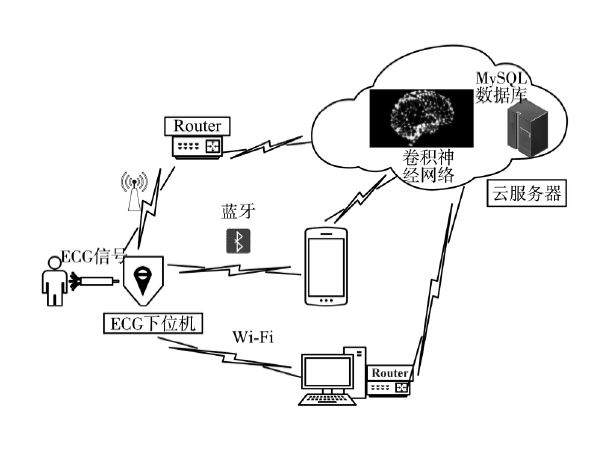 MySQL
数据库
Router
卷积神
经网络
云服务器
蓝牙
ECG信号
ECG下位机
Wi-Fi
Router